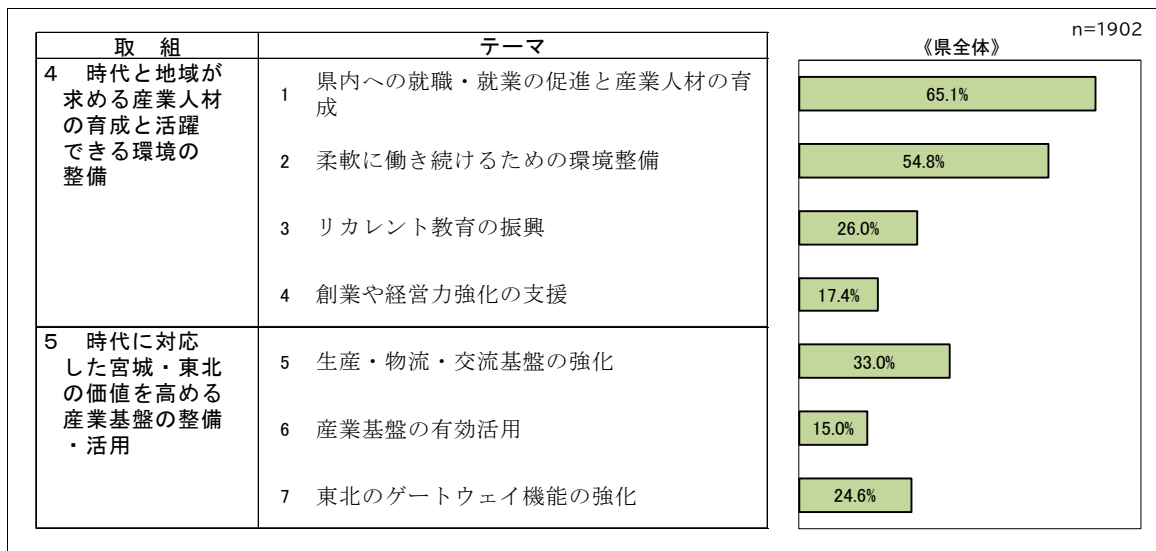 n=1902
取　組
テーマ
《県全体》
４　時代と地域が
求める産業人材
の育成と活躍
できる環境の
整備
1　県内への就職・就業の促進と産業人材の育
成
65.1%
2　柔軟に働き続けるための環境整備
54.8%
3　リカレント教育の振興
26.0%
4　創業や経営力強化の支援
17.4%
５　時代に対応
した宮城・東北
の価値を高める
産業基盤の整備
・活用
5　生産・物流・交流基盤の強化
33.0%
6　産業基盤の有効活用
15.0%
7　東北のゲートウェイ機能の強化
24.6%